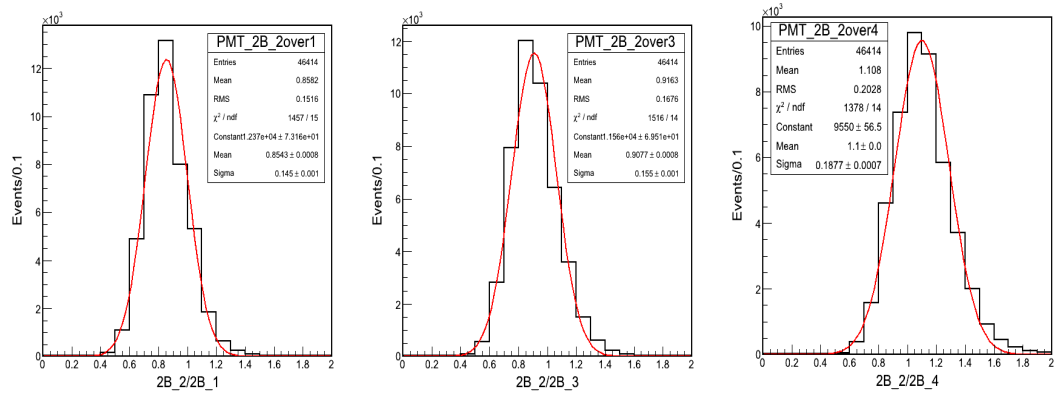 ×10³
PMT_2B_2over1
Entries 46414
Mean 0.8582
RMS 0.1516
χ² / ndf 1457 / 15
Constant1.237e+04 ± 7.316e+01
Mean 0.8543 ± 0.0008
Sigma 0.145 ± 0.001
Events/0.1
12
10
8
6
4
2
0
0 0.2 0.4 0.6 0.8 1 1.2 1.4 1.6 1.8 2
2B_2/2B_1
×10³
PMT_2B_2over3
Entries 46414
Mean 0.9163
RMS 0.1676
χ² / ndf 1516 / 14
Constant1.156e+04 ± 6.951e+01
Mean 0.9077 ± 0.0008
Sigma 0.155 ± 0.001
Events/0.1
12
10
8
6
4
2
0
0 0.2 0.4 0.6 0.8 1 1.2 1.4 1.6 1.8 2
2B_2/2B_3
×10³
PMT_2B_2over4
Entries 46414
Mean 1.108
RMS 0.2028
χ² / ndf 1378 / 14
Constant 9550 ± 56.5
Mean 1.1 ± 0.0
Sigma 0.1877 ± 0.0007
Events/0.1
10
8
6
4
2
0
0 0.2 0.4 0.6 0.8 1 1.2 1.4 1.6 1.8 2
2B_2/2B_4